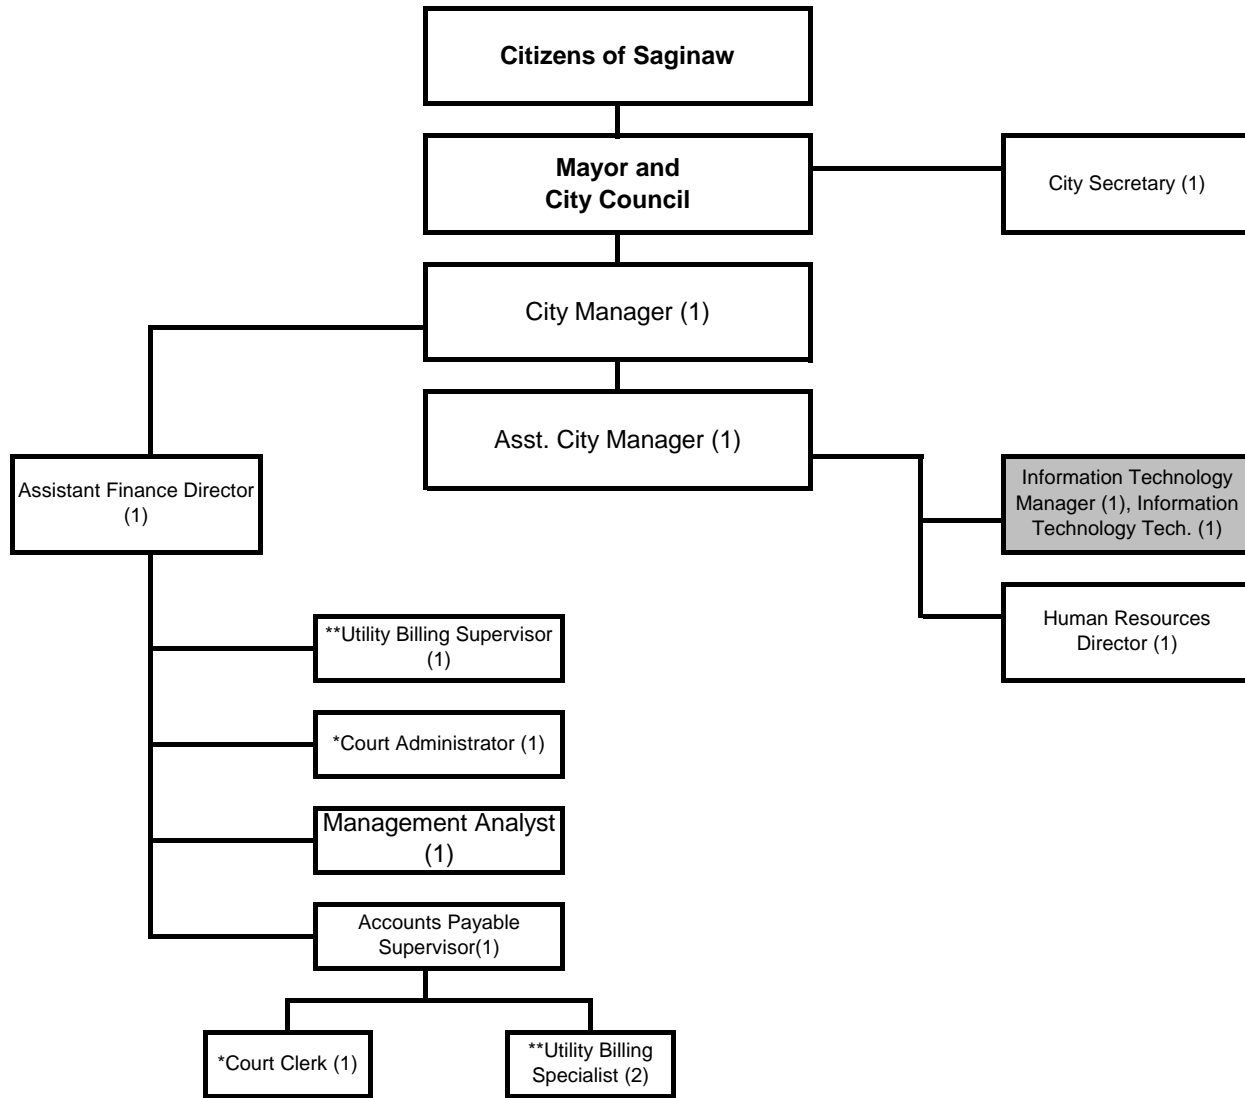 Citizens of Saginaw
Mayor and
City Council
City Secretary (1)
City Manager (1)
Asst. City Manager (1)
Assistant Finance Director
(1)
Information Technology
Manager (1), Information
Technology Tech. (1)
Human Resources
Director (1)
**Utility Billing Supervisor
(1)
*Court Administrator (1)
Management Analyst
(1)
Accounts Payable
Supervisor(1)
*Court Clerk (1)
**Utility Billing
Specialist (2)